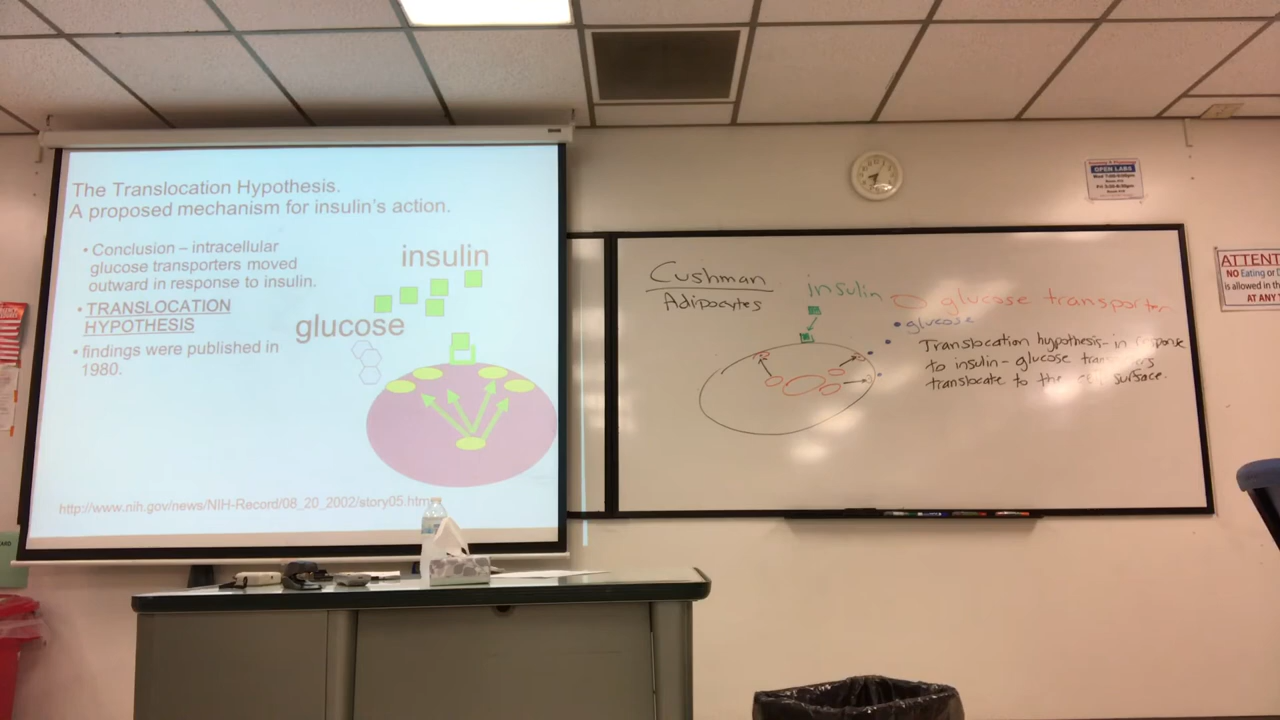 The Translocation Hypothesis.
A proposed mechanism for insulin's action.
• Conclusion – intracellular
glucose transporters moved
outward in response to insulin.
• TRANSLOCATION
HYPOTHESIS
• findings were published in
1980.
insulin
glucose
http://www.nih.gov/news/NIH-Record/08_20_2002/story05.htm
Cushman
Adipocytes
insulin
glucose transporter
glucose
Translocation hypothesis- in response
to insulin- glucose
translocate to the surface.
OPEN LABS
ATTENT
NO Eating or D
is allowed in the
AT ANY